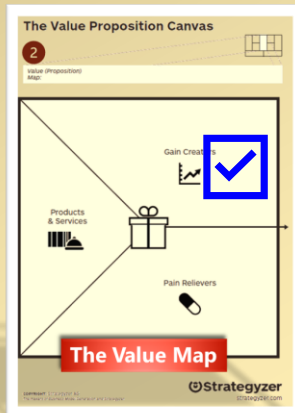 The Value Proposition Canvas
2
Value (Proposition)
Map:
Gain Creators
Products
& Services
Pain Relievers
The Value Map
Strategyzer
strategyzer.com